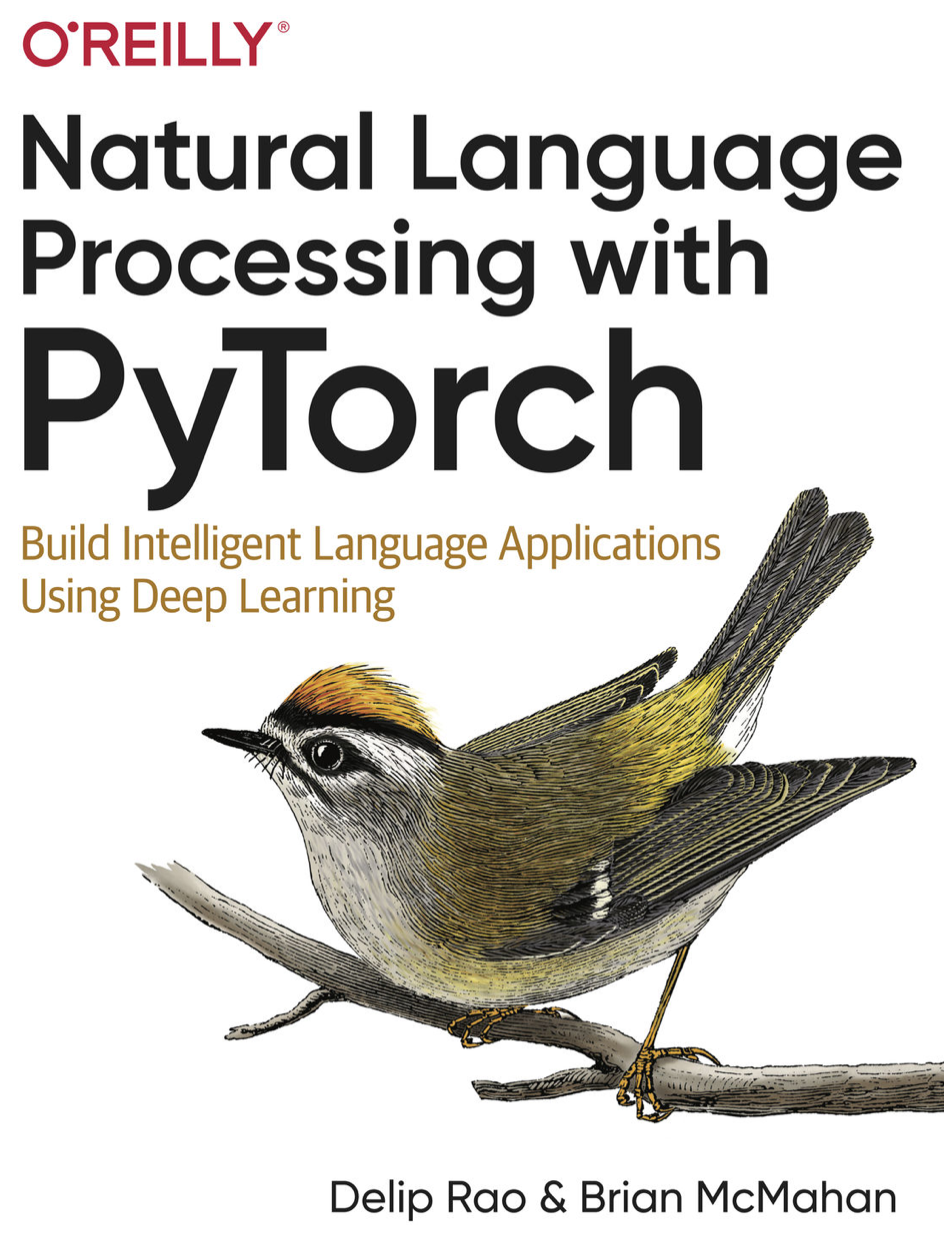 O'REILLY®
Natural Language
Processing with
PyTorch
Build Intelligent Language Applications
Using Deep Learning
Delip Rao & Brian McMahan